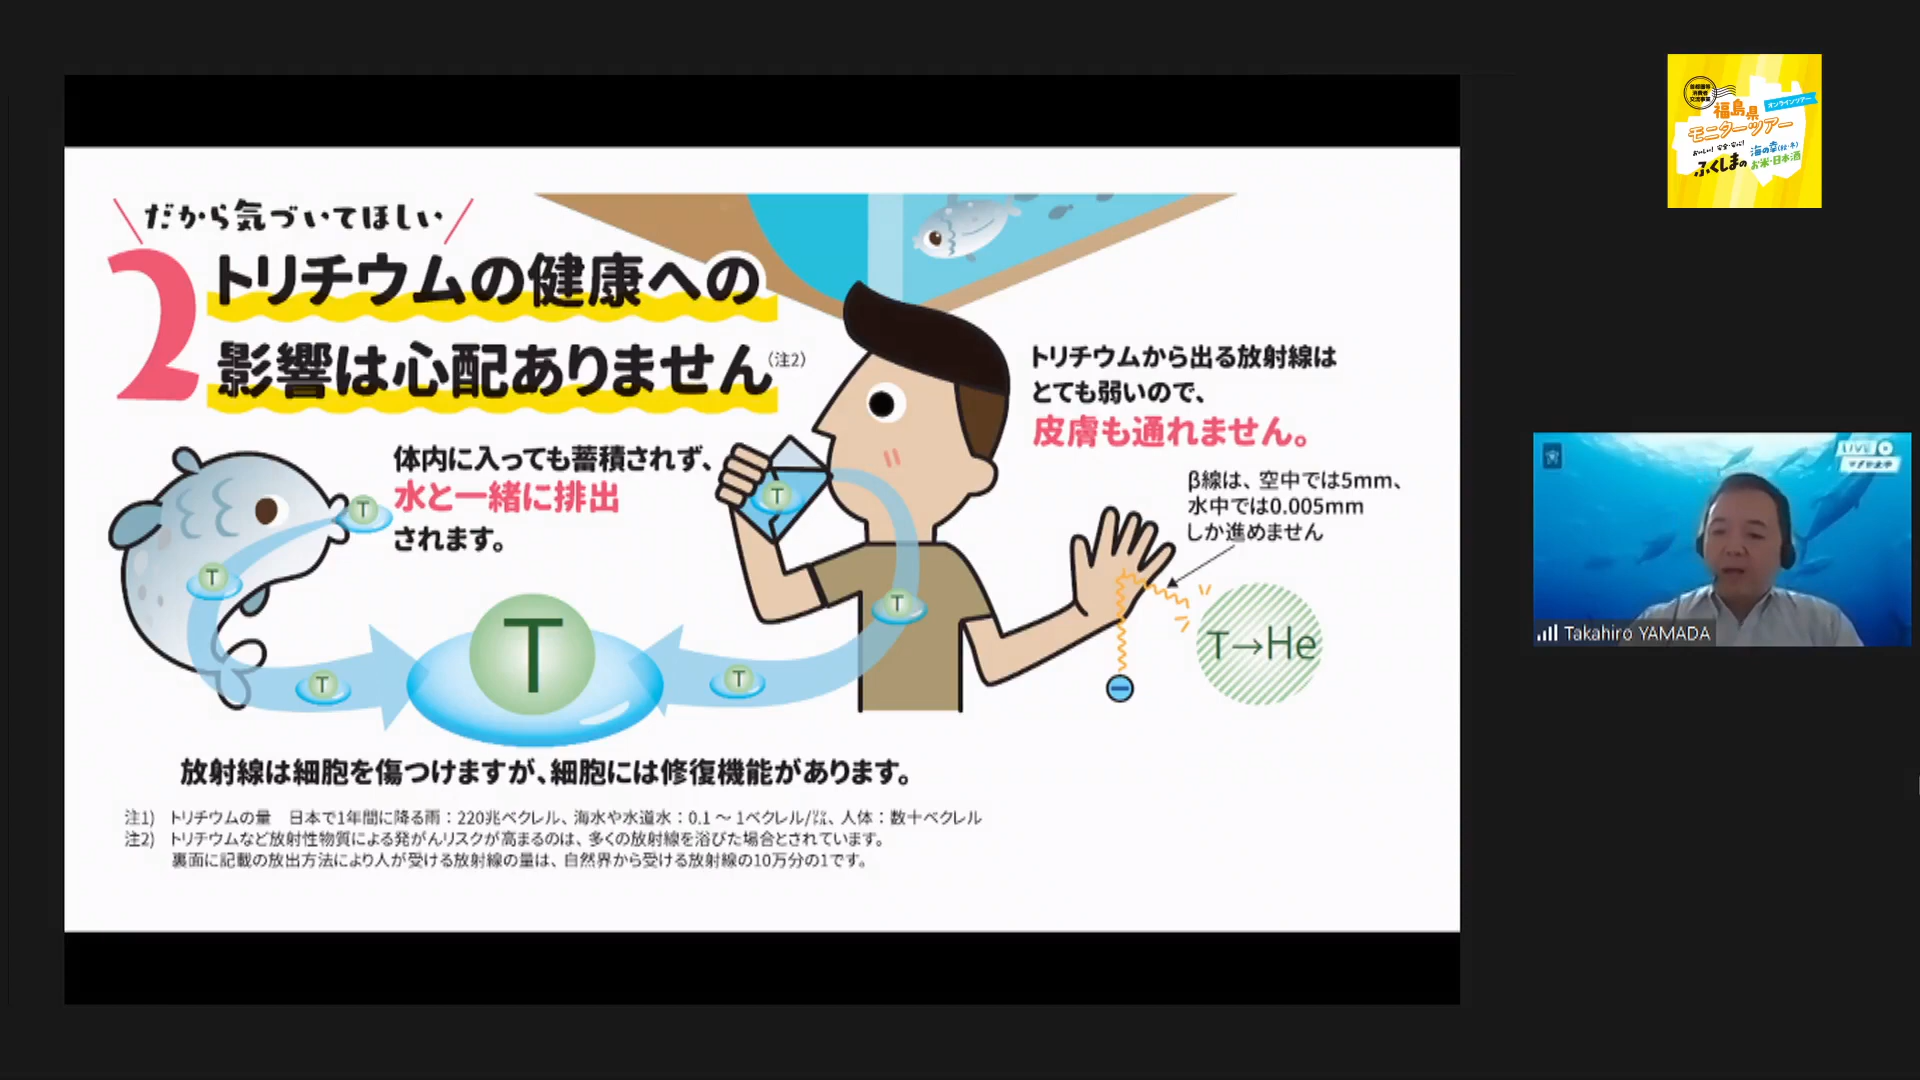 だから気づいてほしい
2
トリチウムの健康への
影響は心配ありません(注2)
体内に入っても蓄積されず、
水と一緒に排出
されます。
トリチウムから出る放射線は
とても弱いので、
皮膚も通れません。
β線は、空中では5mm、
水中では0.005mm
しか進めません
T
T
T
T
T
T
T
T→He
放射線は細胞を傷つけますが、細胞には修復機能があります。
注1) トリチウムの量 日本で1年間に降る雨:220兆ベクレル、海水や水道水:0.1 ~ 1ベクレル/㍑、人体:数十ベクレル
注2) トリチウムなど放射性物質による発がんリスクが高まるのは、多くの放射線を浴びた場合とされています。
裏面に記載の放出方法により人が受ける放射線の量は、自然界から受ける放射線の10万分の1です。
オンラインツアー
福島県
モニターツアー
おいしい!安全・安心!
ふくしまの
海の幸
お米・日本酒
LIVE
Takahiro YAMADA